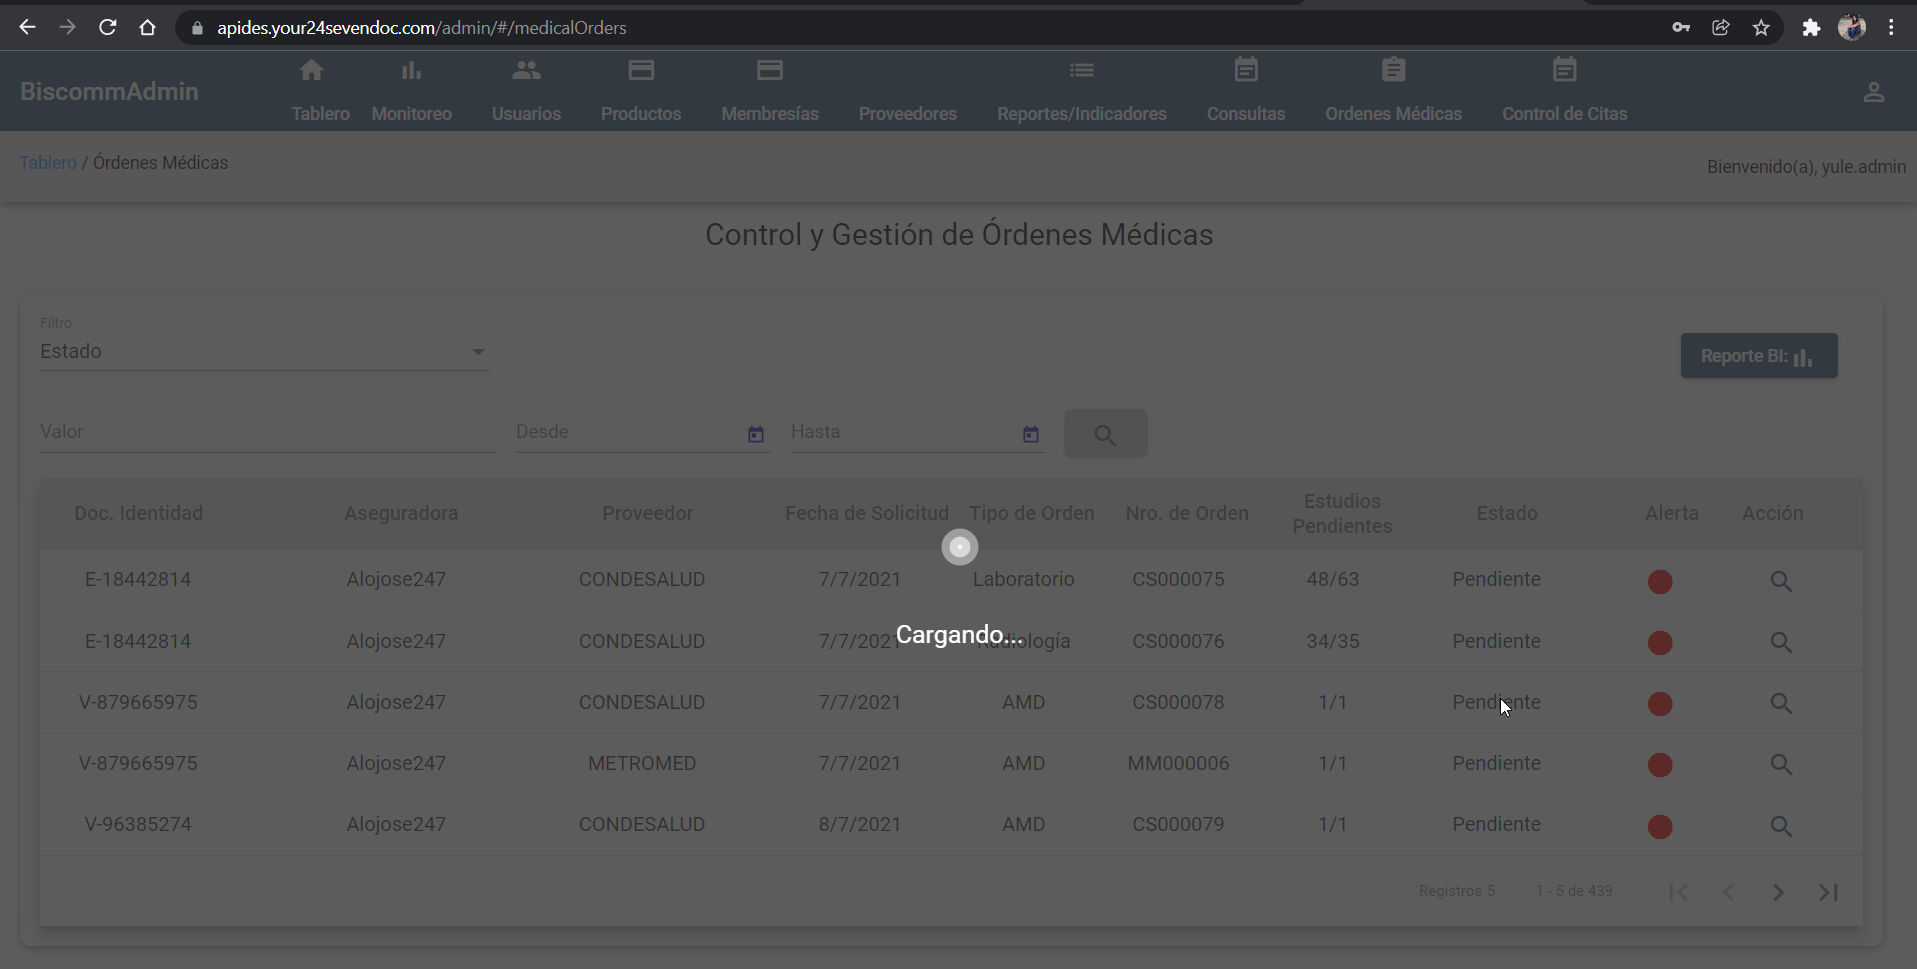 apides.your24sevendoc.com/admin/#/medicalOrders
BiscommAdmin
Tablero
Monitoreo
Usuarios
Productos
Membresías
Proveedores
Reportes/Indicadores
Consultas
Ordenes Médicas
Control de Citas
Tablero / Órdenes Médicas
Bienvenido(a), yule.admin
Control y Gestión de Órdenes Médicas
Filtro
Estado
Reporte BI:
Valor
Desde
Hasta
Doc. Identidad Aseguradora Proveedor Fecha de Solicitud Tipo de Orden Nro. de Orden Estudios Pendientes Estado Alerta Acción
E-18442814 Alojose247 CONDESALUD 7/7/2021 Laboratorio CS000075 48/63 Pendiente
E-18442814 Alojose247 CONDESALUD 7/7/2021 Radiología CS000076 34/35 Pendiente
Cargando...
V-879665975 Alojose247 CONDESALUD 7/7/2021 AMD CS000078 1/1 Pendiente
V-879665975 Alojose247 METROMED 7/7/2021 AMD MM000006 1/1 Pendiente
V-96385274 Alojose247 CONDESALUD 8/7/2021 AMD CS000079 1/1 Pendiente
Registros 5 1 - 5 de 439